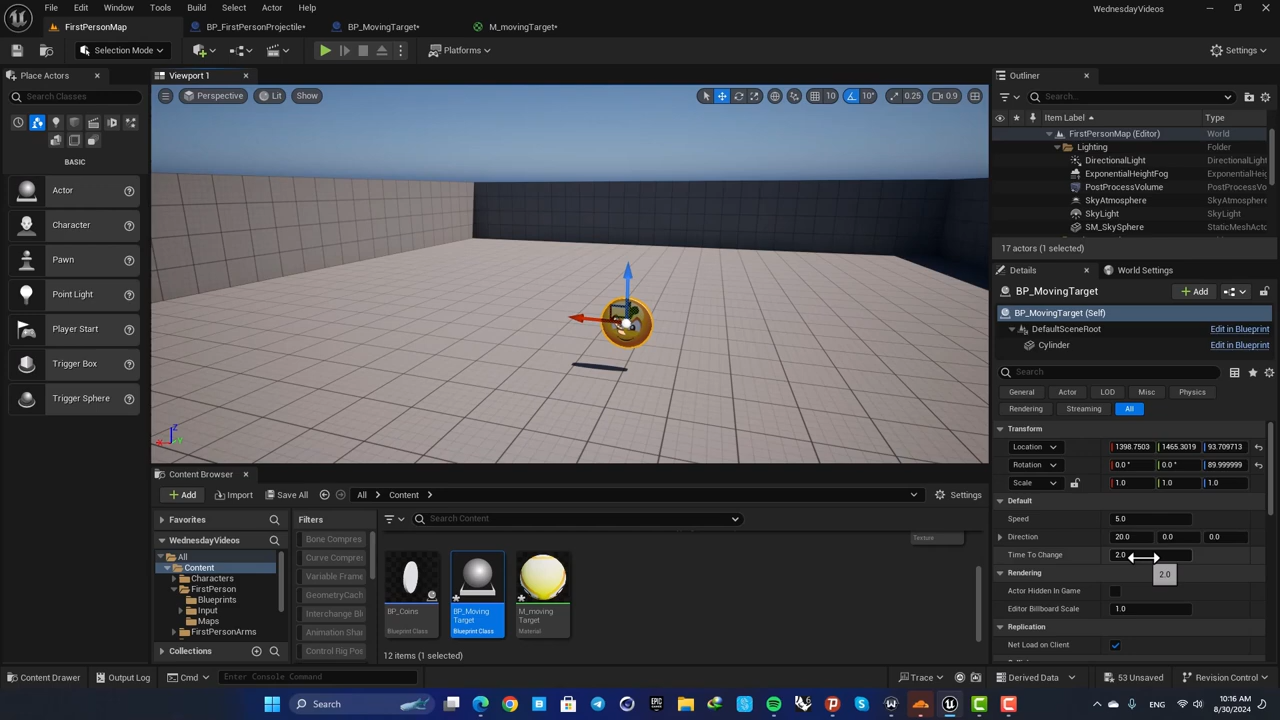 File Edit Window Tools Build Select Actor Help
WednesdayVideos
FirstPersonMap BP_FirstPersonProjectile* BP_MovingTarget* M_movingTarget*
Selection Mode Platforms Settings
Place Actors Viewport 1 Outliner
Search Classes Perspective Lit Show 10 10° 0.25 0.9 Search...
Item Label Type
FirstPersonMap (Editor) World
Lighting Folder
DirectionalLight DirectionalLight
ExponentialHeightFog ExponentialHeig
PostProcessVolume PostProcessVolu
SkyAtmosphere SkyAtmosphere
SkyLight SkyLight
SM_SkySphere StaticMeshActo
17 actors (1 selected)
BASIC
Actor
Character
Pawn
Point Light
Player Start
Trigger Box
Trigger Sphere
Details World Settings
BP_MovingTarget Add
BP_MovingTarget (Self)
DefaultSceneRoot Edit in Blueprint
Cylinder Edit in Blueprint
Search
General Actor LOD Misc Physics
Rendering Streaming All
Transform
Location 1398.7503 1465.3019 93.709713
Rotation 0.0 ° 0.0 ° 89.999999
Scale 1.0 1.0 1.0
Default
Speed 5.0
Direction 20.0 0.0 0.0
Time To Change 2.0
2.0
Rendering
Actor Hidden In Game
Editor Billboard Scale 1.0
Replication
Net Load on Client
Content Browser
Add Import Save All All Content Settings
Favorites Filters Search Content
WednesdayVideos
All
Content
Characters
FirstPerson
Blueprints
Input
Maps
FirstPersonArms
Collections
Bone Compres
Curve Compre
Variable Frame
GeometryCach
Interchange Blu
Animation Shar
Control Rig Pos
Texture
BP_Coins
Blueprint Class
BP_Moving
Target
Blueprint Class
M_moving
Target
Material
12 items (1 selected)
Content Drawer Output Log Cmd Enter Console Command Trace Derived Data 53 Unsaved Revision Control
Search
10:16 AM
8/30/2024